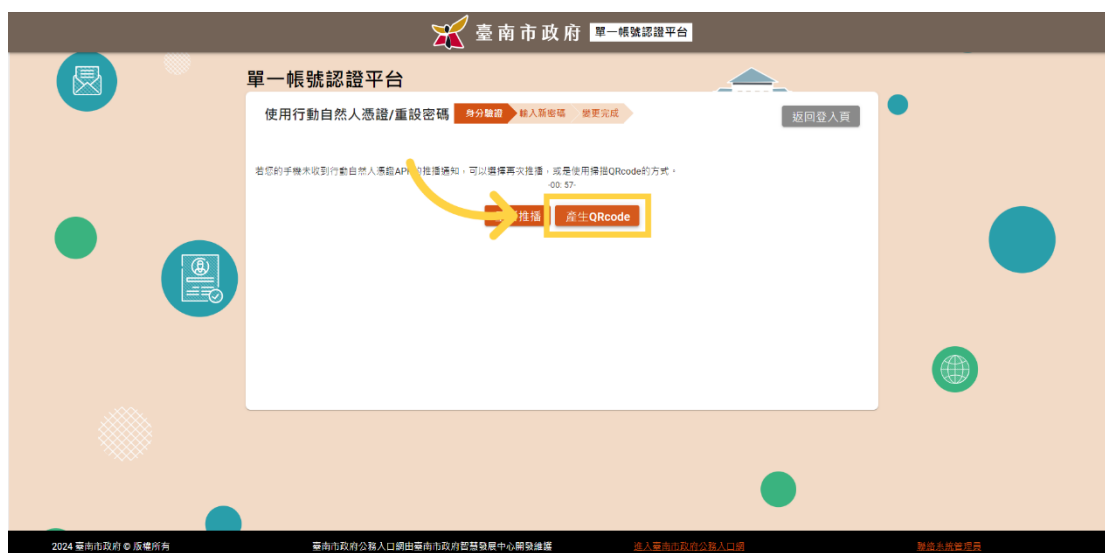 臺南市政府 單一帳號認證平台
單一帳號認證平台
使用行動自然人憑證/重設密碼 身分驗證 輸入新密碼 變更完成 返回登入頁
若您的手機未收到行動自然人憑證AP 的推播通知,可以選擇再次推播,或是使用掃描QRcode的方式。
-00: 57-
推播 產生QRcode
2024 臺南市政府 © 版權所有 臺南市政府公務入口網由臺南市政府智慧發展中心開發維護 進入臺南市政府公務入口網 聯絡系統管理員